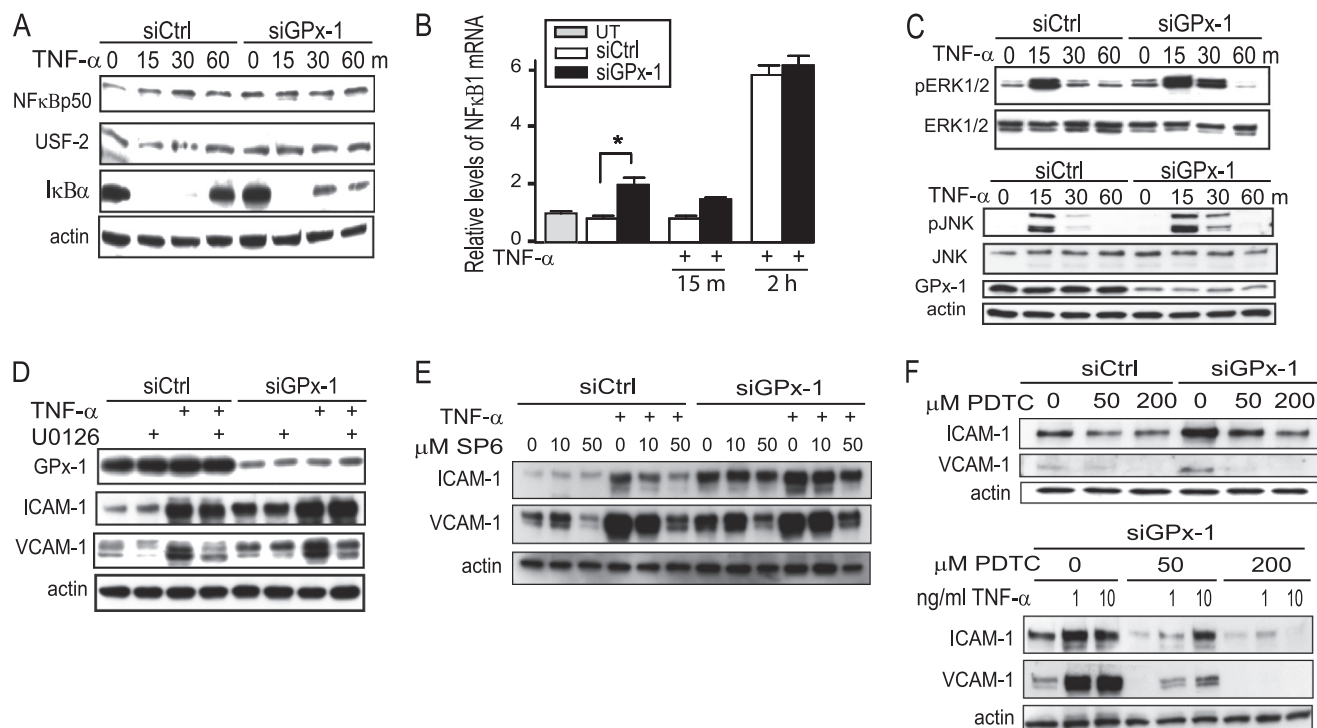 A
siCtrl siGPx-1
TNF-α 0 15 30 60 0 15 30 60 m
NFκBp50
USF-2
IκBα
actin
B
Relative levels of NFκB1 mRNA
6
4
2
0
UT
siCtrl
siGPx-1
*
TNF-α + + + +
15 m 2 h
C
siCtrl siGPx-1
TNF-α 0 15 30 60 0 15 30 60 m
pERK1/2
ERK1/2
siCtrl siGPx-1
TNF-α 0 15 30 60 0 15 30 60 m
pJNK
JNK
GPx-1
actin
D
siCtrl siGPx-1
TNF-α + + + +
U0126 + + + +
GPx-1
ICAM-1
VCAM-1
actin
E
siCtrl siGPx-1
TNF-α + + + + + +
μM SP6 0 10 50 0 10 50 0 10 50 0 10 50
ICAM-1
VCAM-1
actin
F
siCtrl siGPx-1
μM PDTC 0 50 200 0 50 200
ICAM-1
VCAM-1
actin
siGPx-1
μM PDTC 0 50 200
ng/ml TNF-α 1 10 1 10 1 10
ICAM-1
VCAM-1
actin